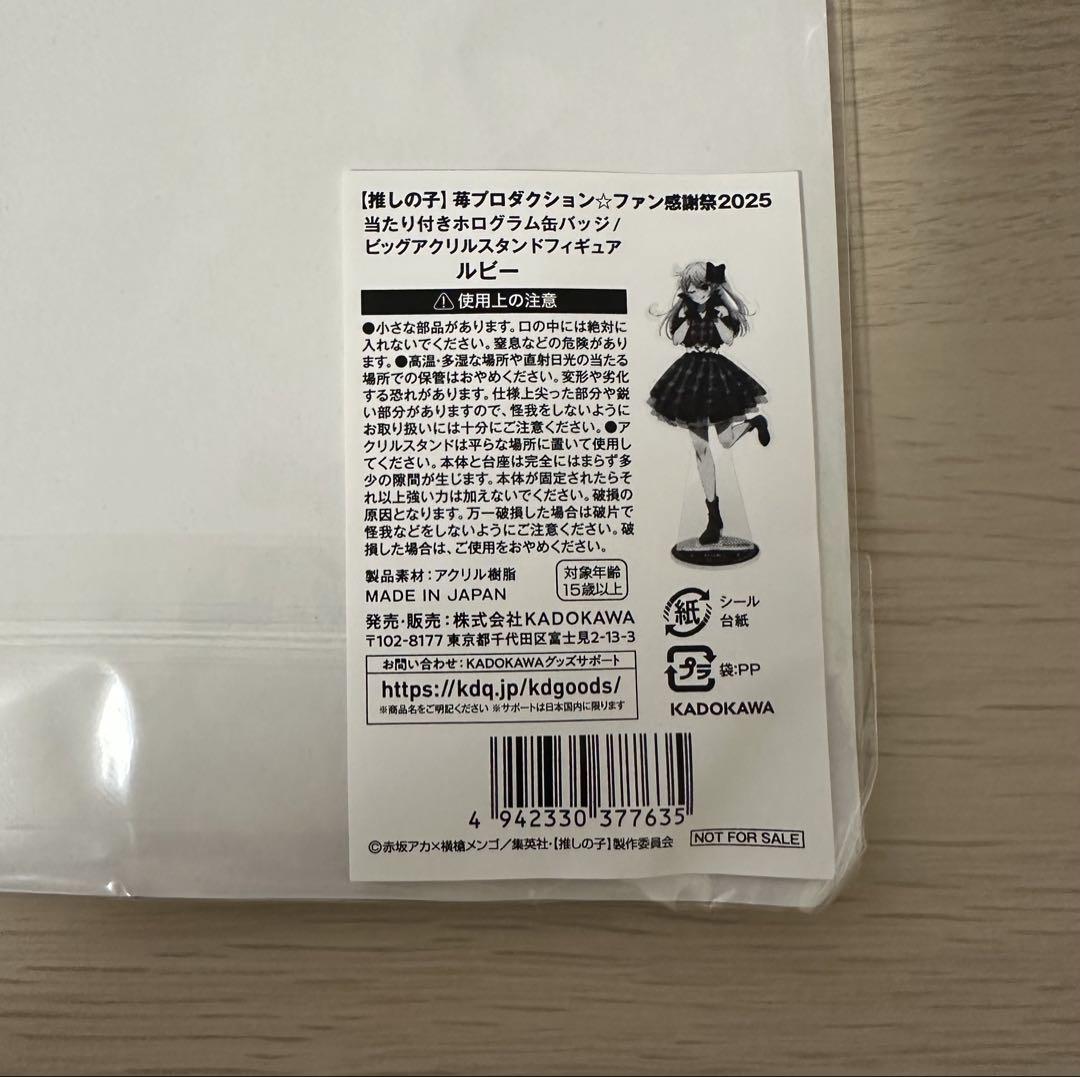 【推しの子】苺プロダクション☆ファン感謝祭2025
当たり付きホログラム缶バッジ/
ビッグアクリルスタンドフィギュア
ルビー
⚠使用上の注意
●小さな部品があります。口の中には絶対に
入れないでください。窒息などの危険があり
ます。●高温・多湿な場所や直射日光の当たる
場所での保管はおやめください。変形や劣化
する恐れがあります。仕様上尖った部分や鋭
い部分がありますので、怪我をしないように
お取り扱いには十分にご注意ください。●ア
クリルスタンドは平らな場所に置いて使用し
てください。本体と台座は完全にはまらず多
少の隙間が生じます。本体が固定されたらそ
れ以上強い力は加えないでください。破損の
原因となります。万一破損した場合は破片で
怪我などをしないようにご注意ください。破
損した場合は、ご使用をおやめください。
製品素材:アクリル樹脂
MADE IN JAPAN
対象年齢
15歳以上
発売・販売:株式会社KADOKAWA
〒102-8177 東京都千代田区富士見2-13-3
お問い合わせ:KADOKAWAグッズサポート
https://kdq.jp/kdgoods/
※商品名をご明記ください ※サポートは日本国内に限ります
紙
シール
台紙
プラ
袋:PP
KADOKAWA
4 942330 377635
©赤坂アカ×横槍メンゴ/集英社・【推しの子】製作委員会
NOT FOR SALE